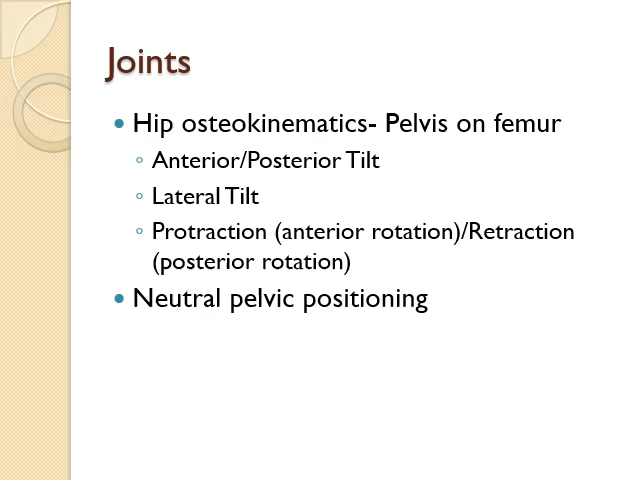 Joints
• Hip osteokinematics- Pelvis on femur
◦ Anterior/Posterior Tilt
◦ Lateral Tilt
◦ Protraction (anterior rotation)/Retraction
(posterior rotation)
• Neutral pelvic positioning